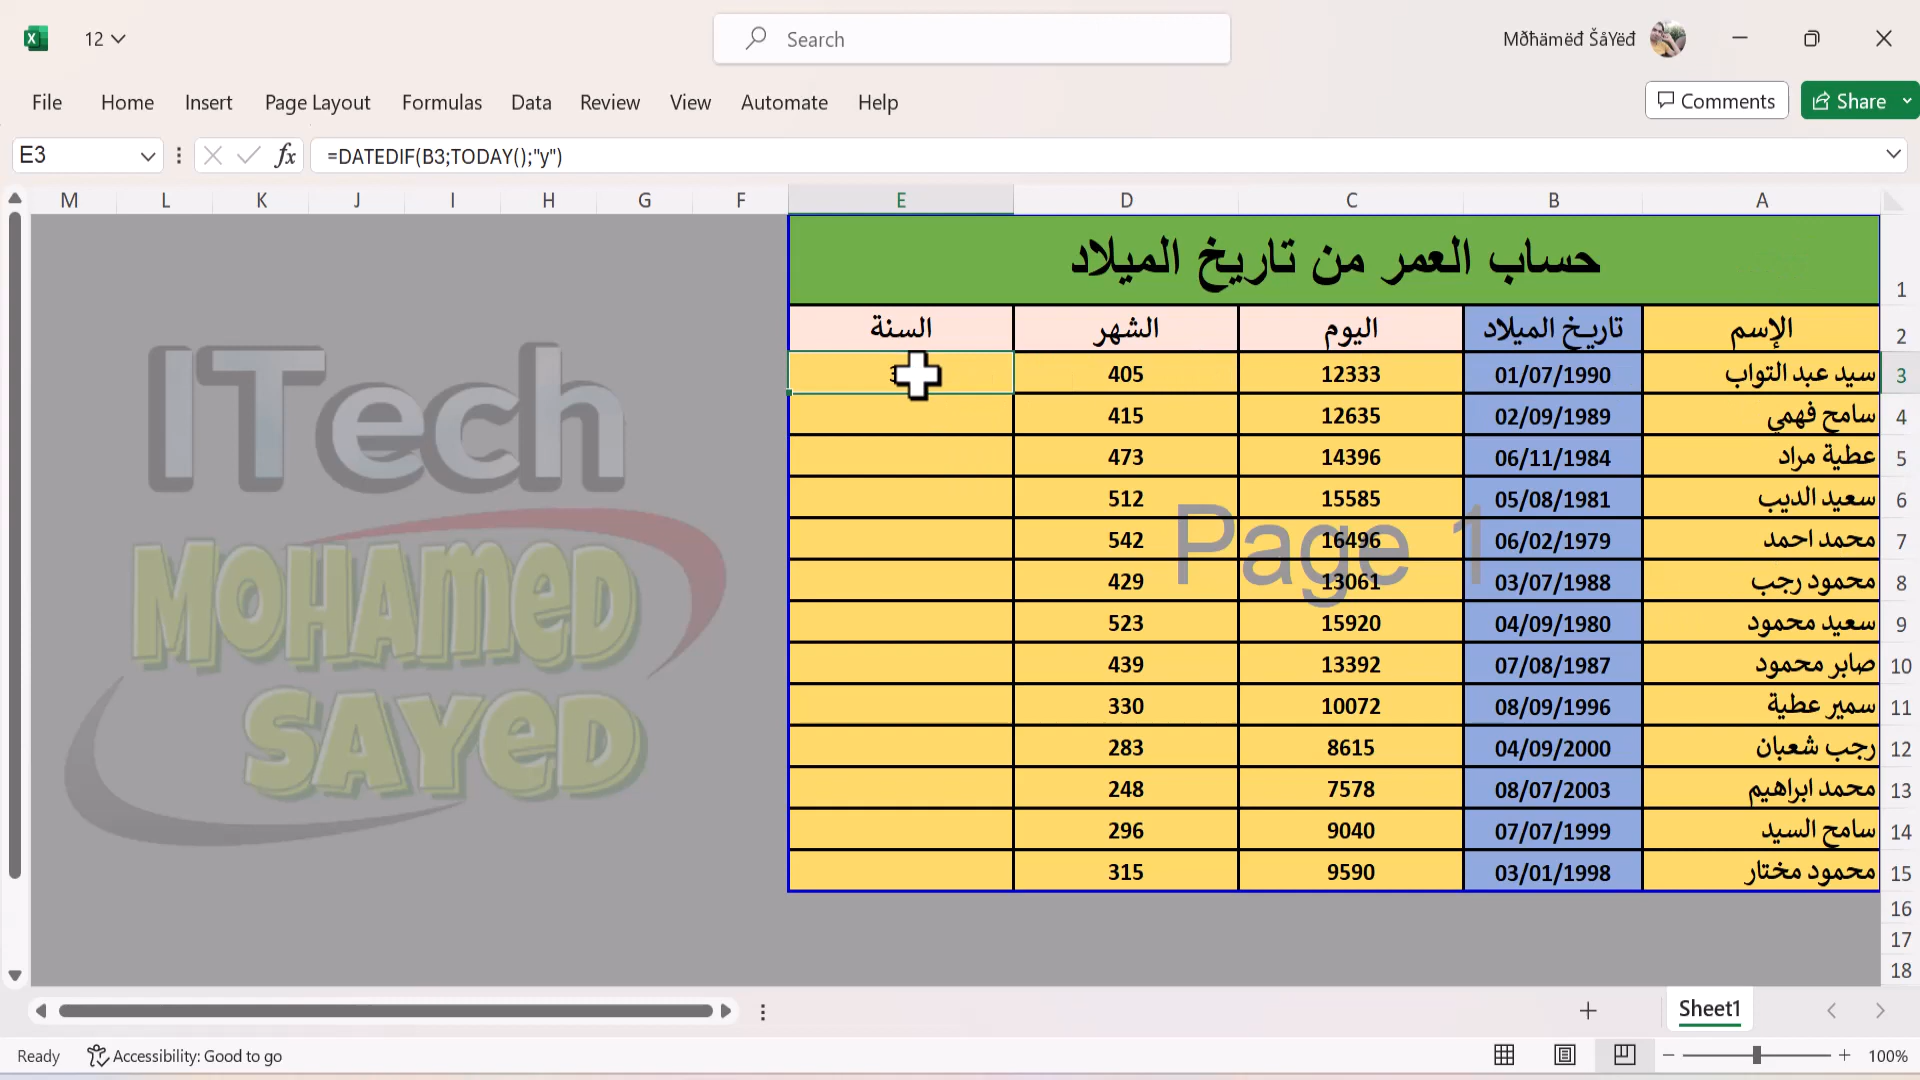 12
Search
Mðħämëđ ŠåYëđ
File Home Insert Page Layout Formulas Data Review View Automate Help
Comments Share
E3 fx =DATEDIF(B3;TODAY();"y")
M L K J I H G F E D C B A
حساب العمر من تاريخ الميلاد 1
الإسم تاريخ الميلاد اليوم الشهر السنة 2
سيد عبد التواب 01/07/1990 12333 405 3
سامح فهمي 02/09/1989 12635 415 4
عطية مراد 06/11/1984 14396 473 5
سعيد الديب 05/08/1981 15585 512 6
محمد احمد 06/02/1979 16496 542 7
محمود رجب 03/07/1988 13061 429 8
سعيد محمود 04/09/1980 15920 523 9
صابر محمود 07/08/1987 13392 439 10
سمير عطية 08/09/1996 10072 330 11
رجب شعبان 04/09/2000 8615 283 12
محمد ابراهيم 08/07/2003 7578 248 13
سامح السيد 07/07/1999 9040 296 14
محمود مختار 03/01/1998 9590 315 15
16
17
18
Page 1
ITech
MOHAMED
SAYED
Sheet1
Ready Accessibility: Good to go 100%